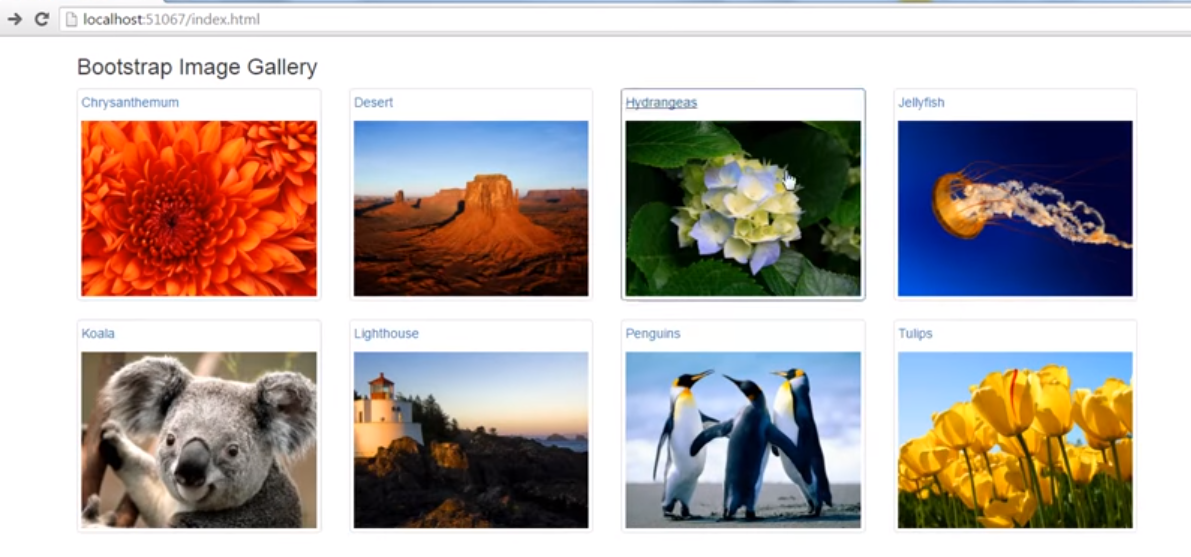 localhost:51067/index.html
Bootstrap Image Gallery
Chrysanthemum
Desert
Hydrangeas
Jellyfish
Koala
Lighthouse
Penguins
Tulips